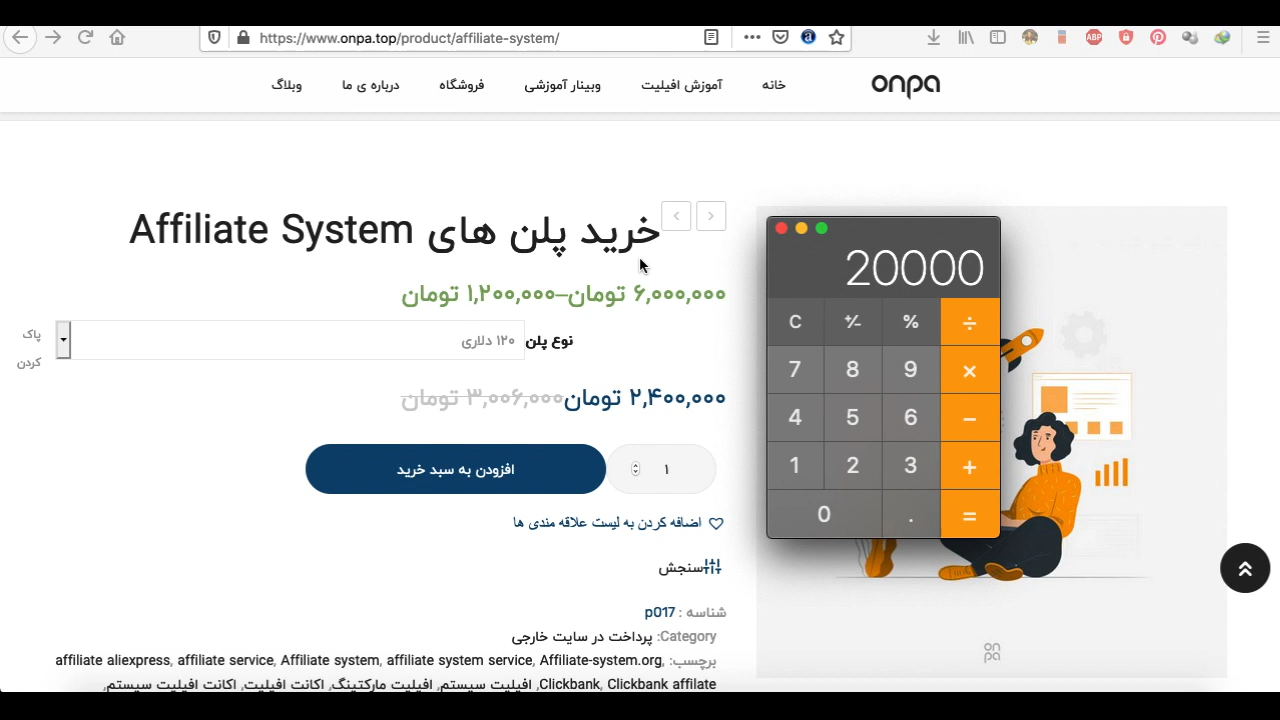 https://www.onpa.top/product/affiliate-system/
ABP
onpa
خانه
آموزش افیلیت
وبینار آموزشی
فروشگاه
درباره ی ما
وبلاگ
خرید پلن های Affiliate System
۶,۰۰۰,۰۰۰ تومان–۱,۲۰۰,۰۰۰ تومان
نوع پلن
۱۲۰ دلاری
پاک
کردن
۲,۴۰۰,۰۰۰ تومان۳,۰۰۶,۰۰۰ تومان
۱
افزودن به سبد خرید
اضافه کردن به لیست علاقه مندی ها
سنجش
شناسه : p017
Category: پرداخت در سایت خارجی
برچسب: affiliate aliexpress, affiliate service, Affiliate system, affiliate system service, Affiliate-system.org,
Clickbank, Clickbank affilate, افیلیت سیستم, افیلیت مارکتینگ, اکانت افیلیت, اکانت افیلیت سیستم,
20000
C +⁄- % ÷
7 8 9 ×
4 5 6 −
1 2 3 +
0 . =
on
pa